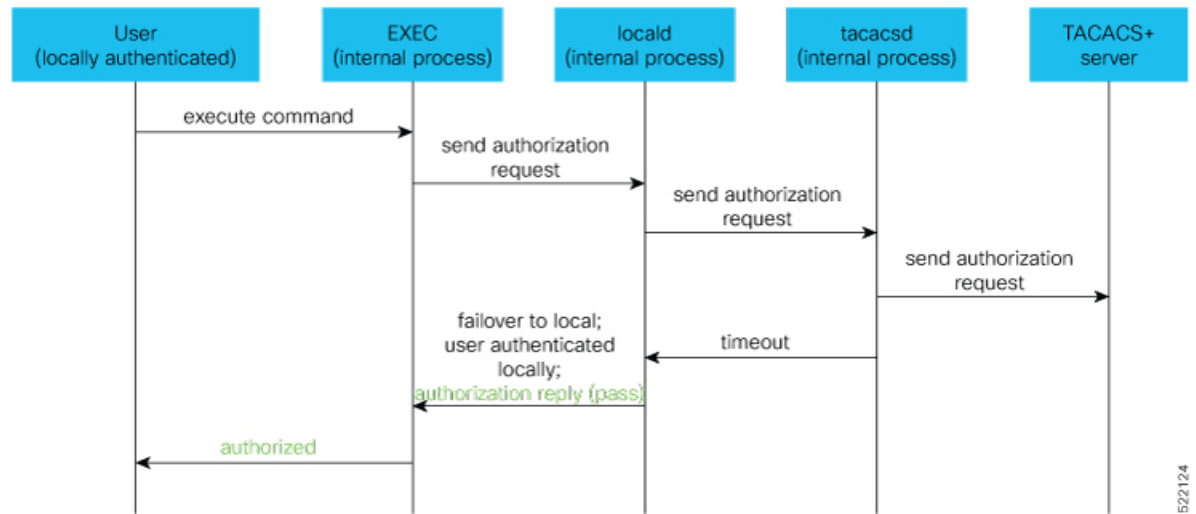 User
(locally authenticated)
EXEC
(internal process)
locald
(internal process)
tacacsd
(internal process)
TACACS+
server
execute command
send authorization
request
send authorization
request
send authorization
request
timeout
failover to local;
user authenticated
locally;
authorization reply (pass)
authorized
522124